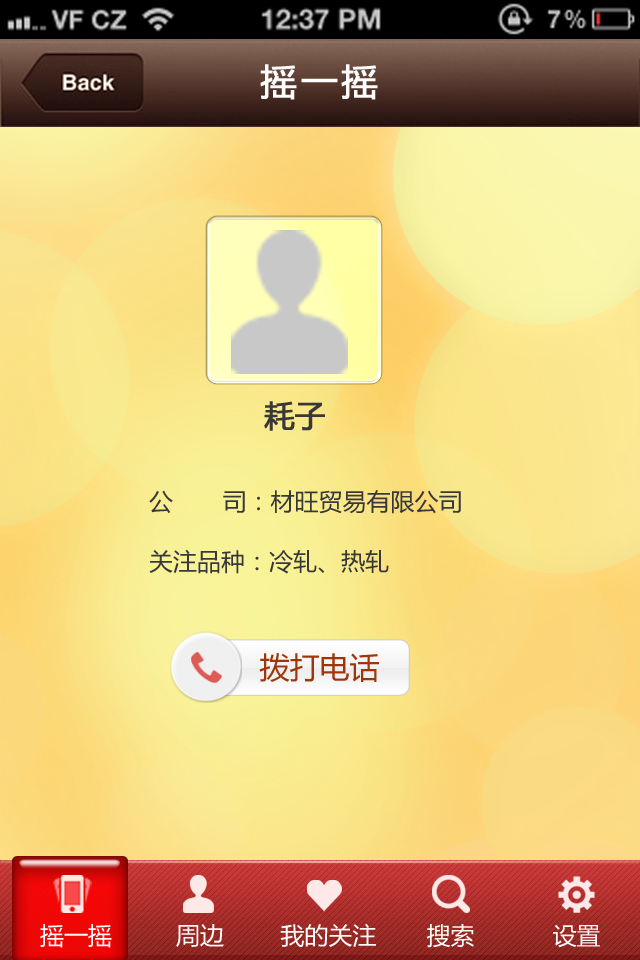 VF CZ 12:37 PM 7%
Back 摇一摇
耗子
公 司：材旺贸易有限公司
关注品种：冷轧、热轧
拨打电话
摇一摇 周边 我的关注 搜索 设置